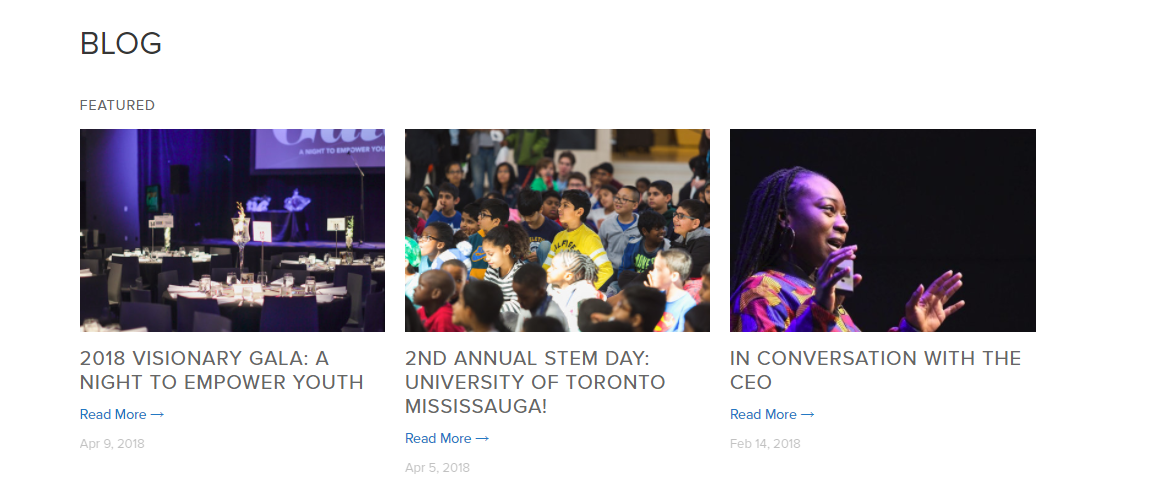 BLOG
FEATURED
A NIGHT TO EMPOWER YOU
2018 VISIONARY GALA: A
NIGHT TO EMPOWER YOUTH
Read More →
Apr 9, 2018
2ND ANNUAL STEM DAY:
UNIVERSITY OF TORONTO
MISSISSAUGA!
Read More →
Apr 5, 2018
IN CONVERSATION WITH THE
CEO
Read More →
Feb 14, 2018